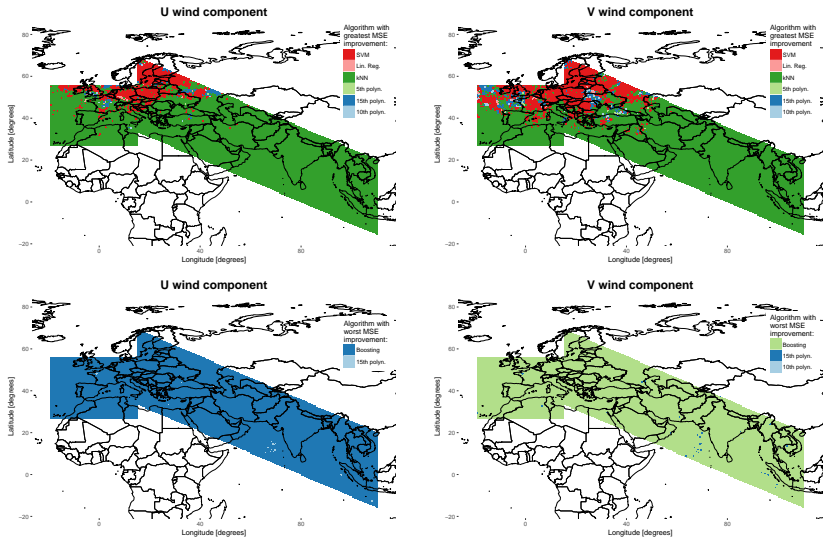 U wind component
80
60
40
20
0
−20
Latitude [degrees]
0
40
80
Longitude [degrees]
Algorithm with
greatest MSE
improvement:
SVM
Lin. Reg.
kNN
5th polyn.
15th polyn.
10th polyn.
V wind component
80
60
40
20
0
−20
Latitude [degrees]
0
40
80
Longitude [degrees]
Algorithm with
greatest MSE
improvement:
SVM
Lin. Reg.
kNN
5th polyn.
15th polyn.
10th polyn.
U wind component
80
60
40
20
0
−20
Latitude [degrees]
0
40
80
Longitude [degrees]
Algorithm with
worst MSE
improvement:
Boosting
15th polyn.
V wind component
80
60
40
20
0
−20
Latitude [degrees]
0
40
80
Longitude [degrees]
Algorithm with
worst MSE
improvement:
Boosting
15th polyn.
10th polyn.